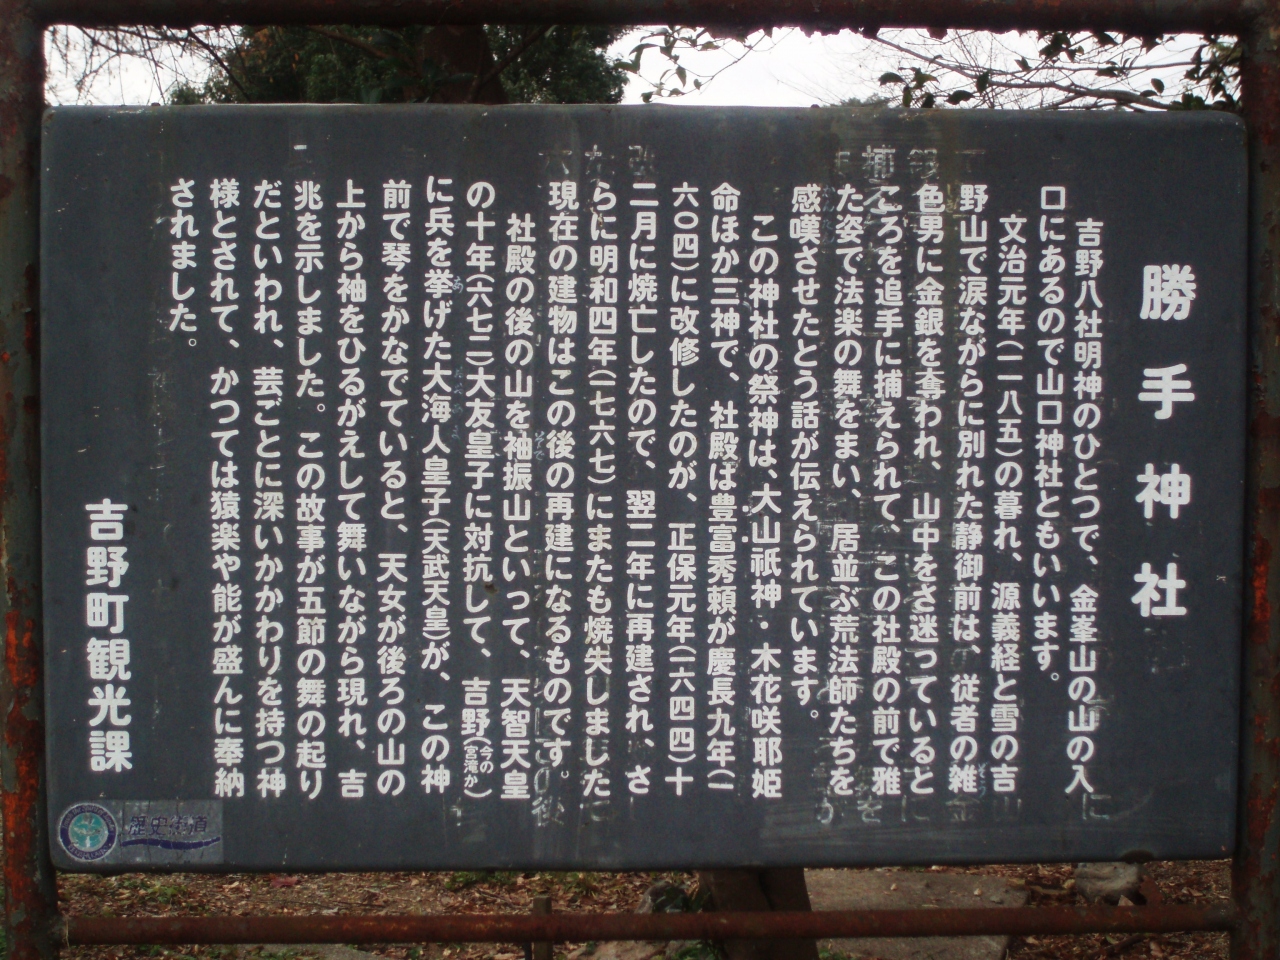 勝手神社
吉野八社明神のひとつで、金峯山の山の入
口にあるので山口神社ともいいます。
文治元年(一一八五)の暮れ、源義経と雪の吉
野山で涙ながらに別れた静御前は、従者の雑
色男に金銀を奪われ、山中をさ迷っていると
ころを追手に捕えられて、この社殿の前で雅
た姿で法楽の舞をまい、居並ぶ荒法師たちを
感嘆させたとう話が伝えられています。
この神社の祭神は、大山祇神・木花咲耶姫
命ほか三神で、社殿は豊富秀頼が慶長九年(一
六〇四)に改修したのが、正保元年(一六四四)十
二月に焼亡したので、翌二年に再建され、さ
らに明和四年(一七六七)にまたも焼失しました
現在の建物はこの後の再建になるものです。
社殿の後の山を袖振山といって、天智天皇
の十年(六七二)大友皇子に対抗して、吉野(今の宮滝か)
に兵を挙げた大海人皇子(天武天皇)が、この神
前で琴をかなでていると、天女が後ろの山の
上から袖をひるがえして舞いながら現れ、吉
兆を示しました。この故事が五節の舞の起り
だといわれ、芸ごとに深いかかわりを持つ神
様とされて、かつては猿楽や能が盛んに奉納
されました。
吉野町観光課
歴史街道